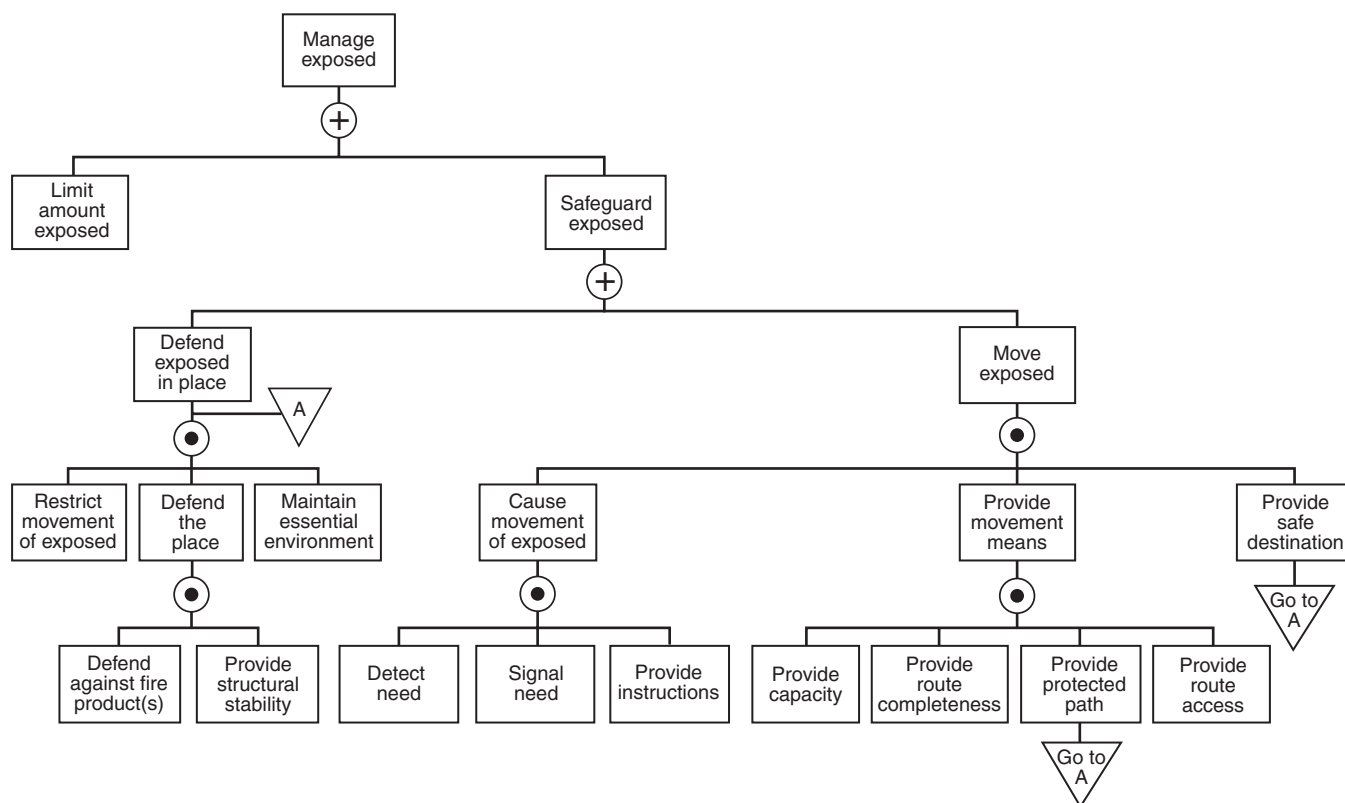 Manage
exposed
+
Limit
amount
exposed
Safeguard
exposed
+
Defend
exposed
in place
Move
exposed
A
Restrict
movement
of exposed
Defend
the
place
Maintain
essential
environment
Cause
movement
of exposed
Provide
movement
means
Provide
safe
destination
Go to
A
Defend
against fire
product(s)
Provide
structural
stability
Detect
need
Signal
need
Provide
instructions
Provide
capacity
Provide
route
completeness
Provide
protected
path
Provide
route
access
Go to
A